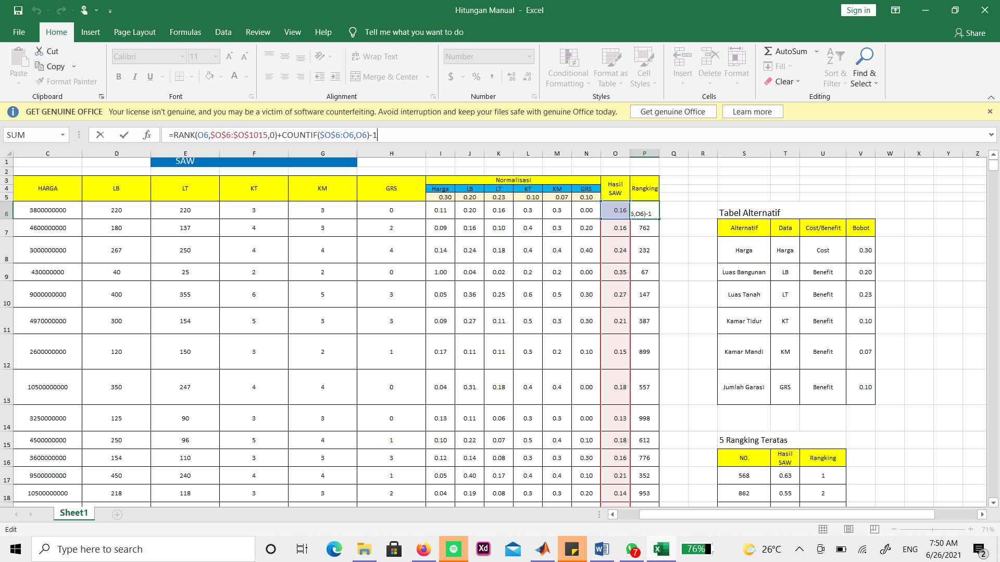 Hitungan Manual - Excel
Sign in
File Home Insert Page Layout Formulas Data Review View Help Tell me what you want to do
Share
Paste
Cut
Copy
Format Painter
Clipboard
Calibri 11
B I U
Font
Wrap Text
Merge & Center
Alignment
Number
$ % ,
Number
Conditional Formatting
Format as Table
Cell Styles
Styles
Insert Delete Format
Cells
AutoSum
Fill
Clear
Sort & Filter
Find & Select
Editing
GET GENUINE OFFICE Your license isn't genuine, and you may be a victim of software counterfeiting. Avoid interruption and keep your files safe with genuine Office today. Get genuine Office Learn more
SUM fx =RANK(O6,$O$6:$O$1015,0)+COUNTIF($O$6:O6,O6)-1
C D E F G H I J K L M N O P Q R S T U V W X Y Z
1 SAW
2
3 Normalisasi
4 HARGA LB LT KT KM GRS Harga LB LT KT KM GRS Hasil SAW Rangking
5 0.30 0.20 0.23 0.10 0.07 0.10
6 3800000000 220 220 3 3 0 0.11 0.20 0.16 0.3 0.3 0.00 0.16 5,O6)-1 Tabel Alternatif
7 4600000000 180 137 4 3 2 0.09 0.16 0.10 0.4 0.3 0.20 0.16 762 Alternatif Data Cost/Benefit Bobot
8 3000000000 267 250 4 4 4 0.14 0.24 0.18 0.4 0.4 0.40 0.24 232 Harga Harga Cost 0.30
9 430000000 40 25 2 2 0 1.00 0.04 0.02 0.2 0.2 0.00 0.35 67 Luas Bangunan LB Benefit 0.20
10 9000000000 400 355 6 5 3 0.05 0.36 0.25 0.6 0.5 0.30 0.27 147 Luas Tanah LT Benefit 0.23
11 4970000000 300 154 5 3 3 0.09 0.27 0.11 0.5 0.3 0.30 0.21 387 Kamar Tidur KT Benefit 0.10
12 2600000000 120 150 3 2 1 0.17 0.11 0.11 0.3 0.2 0.10 0.15 899 Kamar Mandi KM Benefit 0.07
13 10500000000 350 247 4 4 0 0.04 0.31 0.18 0.4 0.4 0.00 0.18 557 Jumlah Garasi GRS Benefit 0.10
14 3250000000 125 90 3 3 0 0.13 0.11 0.06 0.3 0.3 0.00 0.13 998
15 4500000000 250 96 5 4 1 0.10 0.22 0.07 0.5 0.4 0.10 0.18 612 5 Rangking Teratas
16 3600000000 154 110 3 3 3 0.12 0.14 0.08 0.3 0.3 0.30 0.16 776 NO. Hasil SAW Rangking
17 9500000000 450 240 4 4 1 0.05 0.40 0.17 0.4 0.4 0.10 0.21 352 568 0.63 1
18 10500000000 218 118 3 3 2 0.04 0.19 0.08 0.3 0.3 0.20 0.14 953 862 0.55 2
Sheet1
Edit 71%
Type here to search
Xd
7
76%
26°C
ENG
7:50 AM
6/26/2021
2